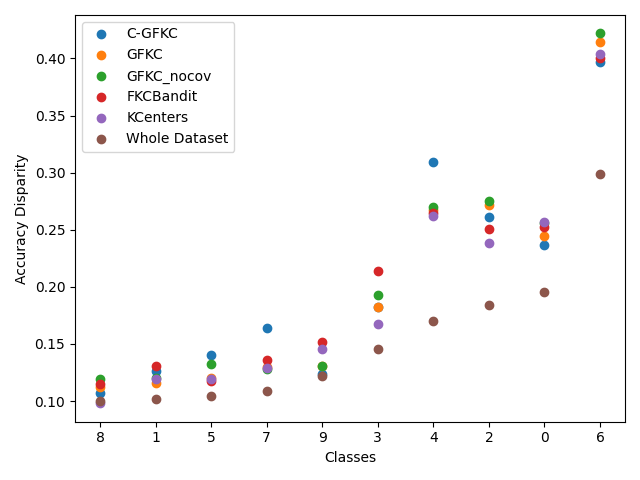 C-GFKC
GFKC
GFKC_nocov
FKCBandit
KCenters
Whole Dataset
Accuracy Disparity
0.40
0.35
0.30
0.25
0.20
0.15
0.10
8 1 5 7 9 3 4 2 0 6
Classes